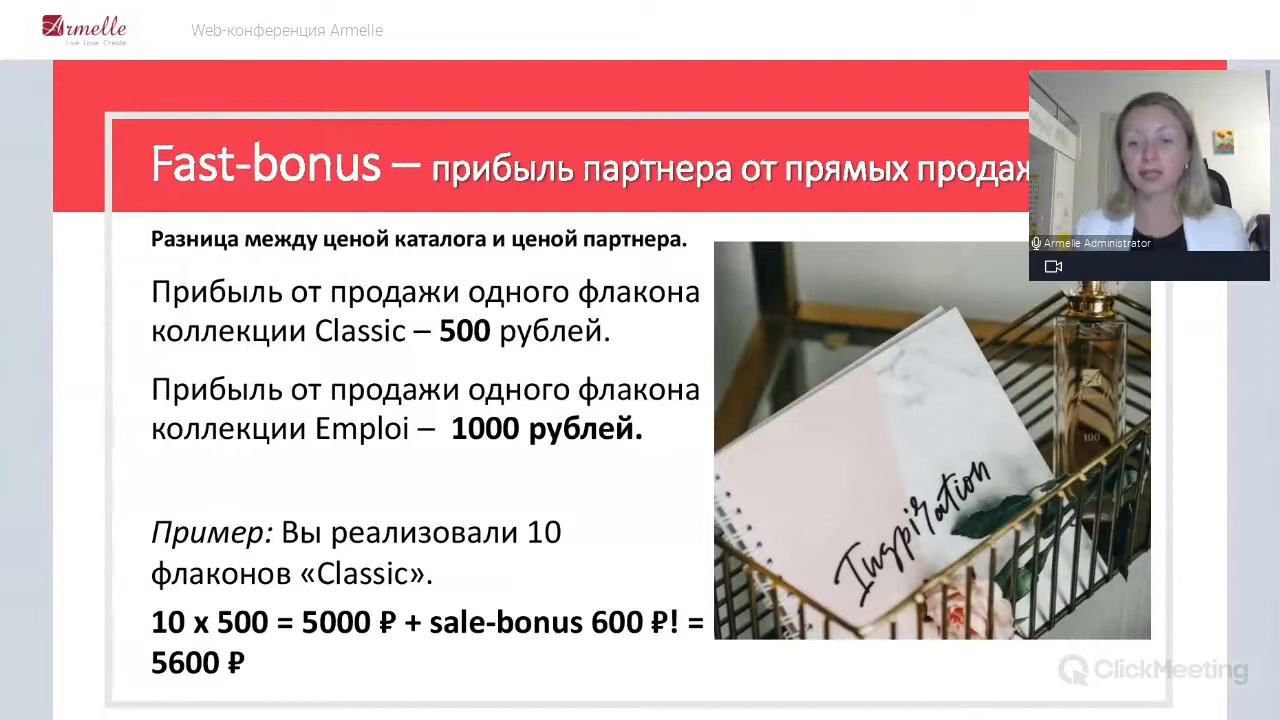 Armelle
Live Love Create
Web-конференция Armelle
Fast-bonus – прибыль партнера от прямых продаж
Armelle Administrator
Разница между ценой каталога и ценой партнера.
Прибыль от продажи одного флакона
коллекции Classic – 500 рублей.
Прибыль от продажи одного флакона
коллекции Emploi – 1000 рублей.
Пример: Вы реализовали 10
флаконов «Classic».
10 x 500 = 5000 ₽ + sale-bonus 600 ₽! =
5600 ₽
Inspiration
100
ClickMeeting